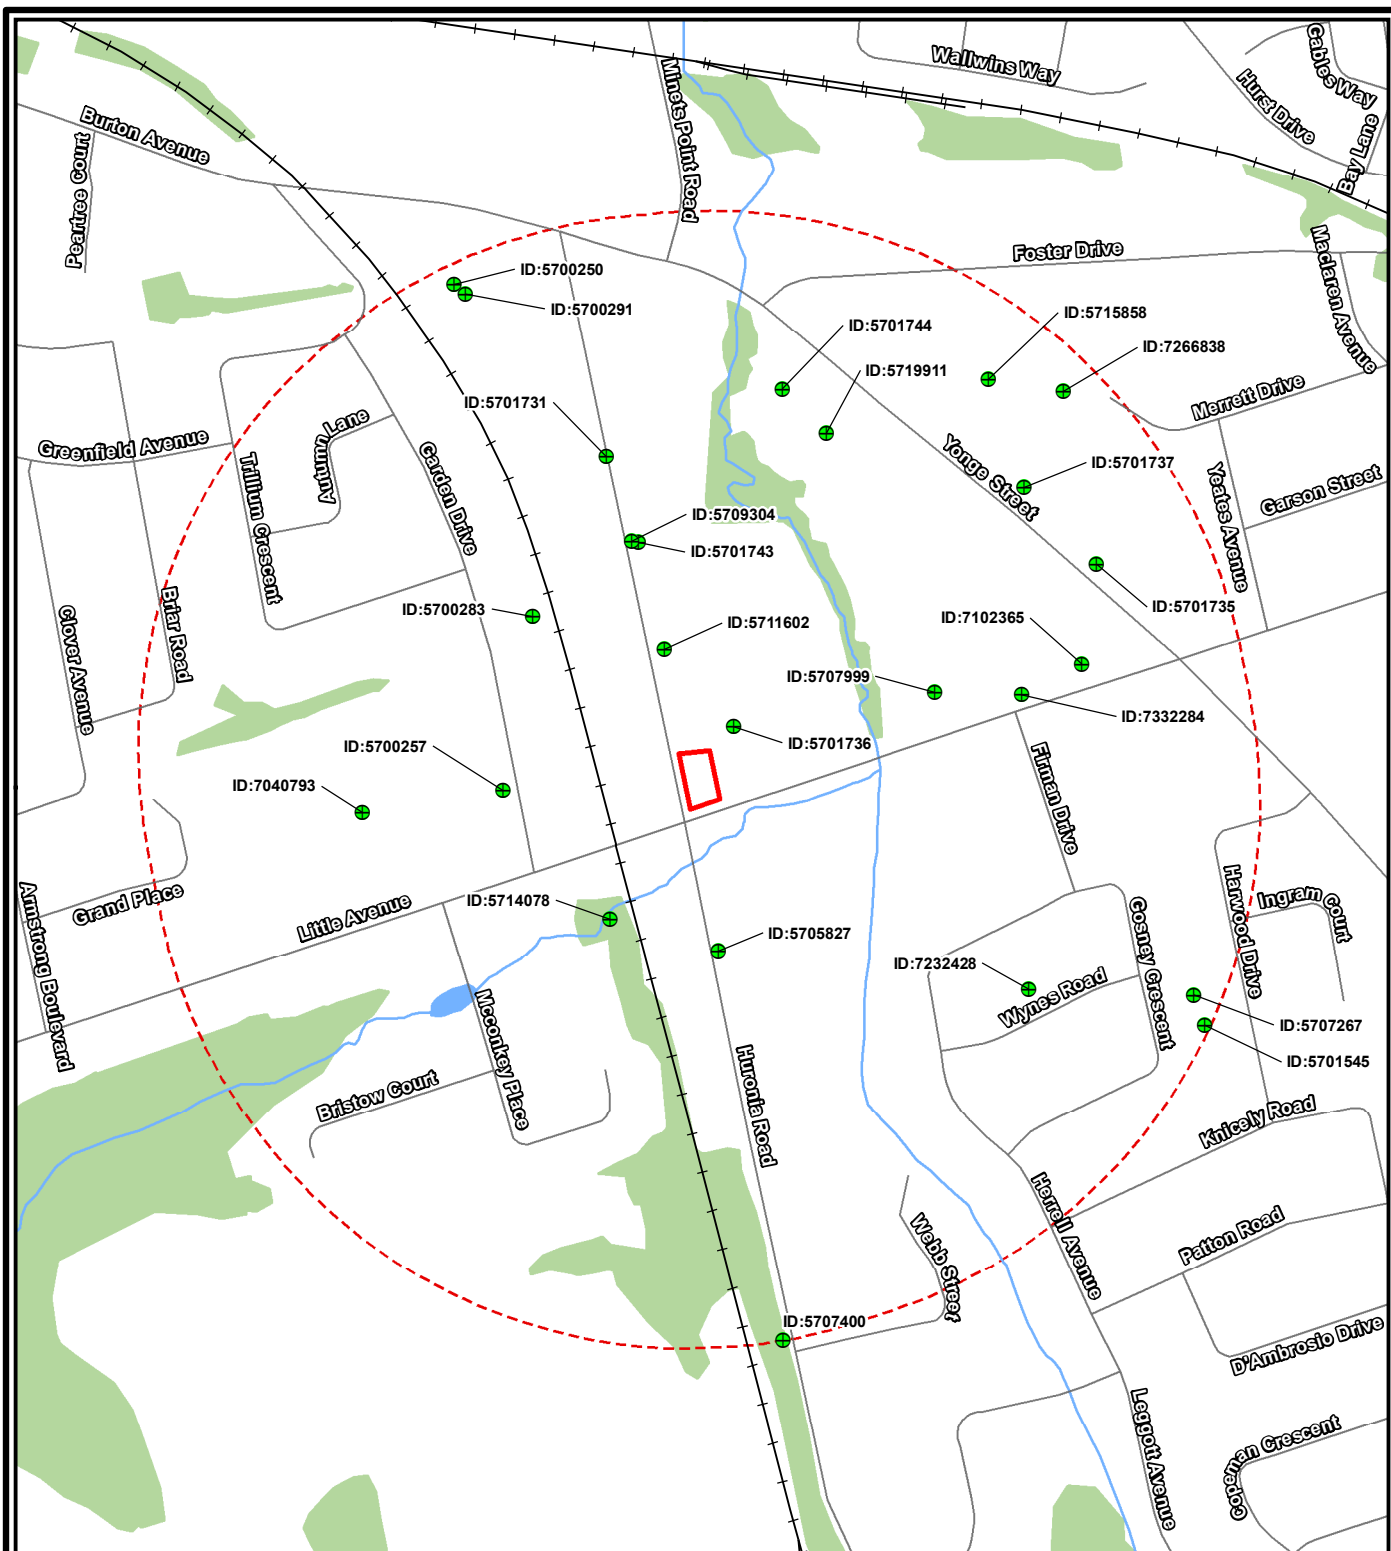 Wallwins Way
Gables Way
Hurst Drive
Bay Lane
Minets Point Road
Burton Avenue
Peartree Court
Foster Drive
Maclaren Avenue
ID:5700250
ID:5700291
ID:5715858
ID:5701744
ID:7266838
ID:5719911
Merrett Drive
ID:5701731
Autumn Lane
Greenfield Avenue
Trillium Crescent
Garden Drive
Yonge Street
ID:5701737
Yeates Avenue
Garson Street
ID:5709304
ID:5701743
ID:5700283
ID:5701735
ID:5711602
ID:7102365
Clover Avenue
Briar Road
ID:5707999
ID:7332284
ID:5701736
ID:5700257
ID:7040793
Firman Drive
Armstrong Boulevard
Grand Place
Little Avenue
ID:5714078
ID:5705827
Gosney Crescent
Harwood Drive
Ingram Court
ID:7232428
Wynes Road
ID:5707267
ID:5701545
Mcconkey Place
Bristow Court
Huronia Road
Knicely Road
Herrell Avenue
Patton Road
Webb Street
ID:5707400
D'Ambrosio Drive
Leggott Avenue
Copeman Crescent